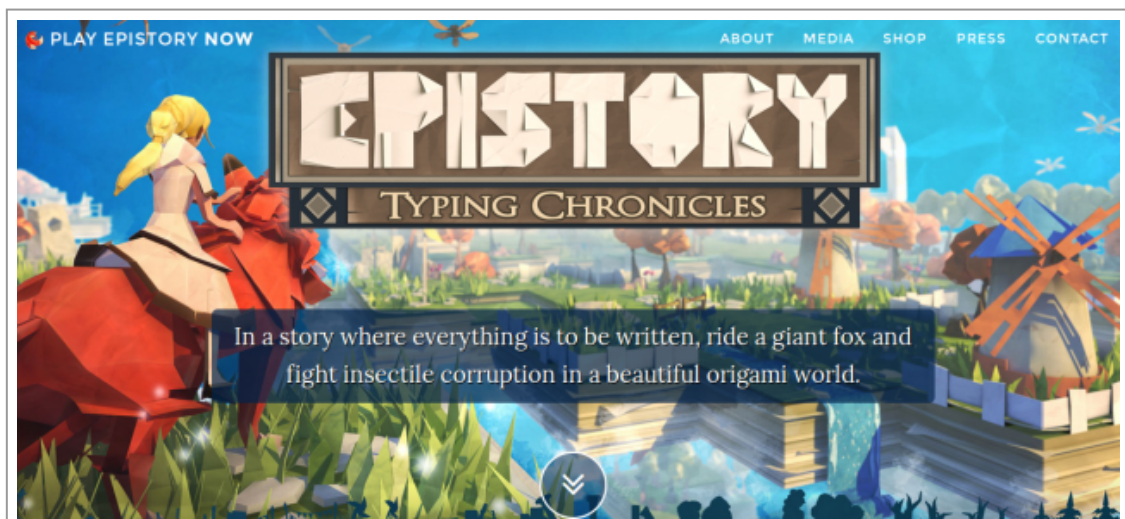 PLAY EPISTORY NOW
ABOUT MEDIA SHOP PRESS CONTACT
EPISTORY
TYPING CHRONICLES
In a story where everything is to be written, ride a giant fox and
fight insectile corruption in a beautiful origami world.